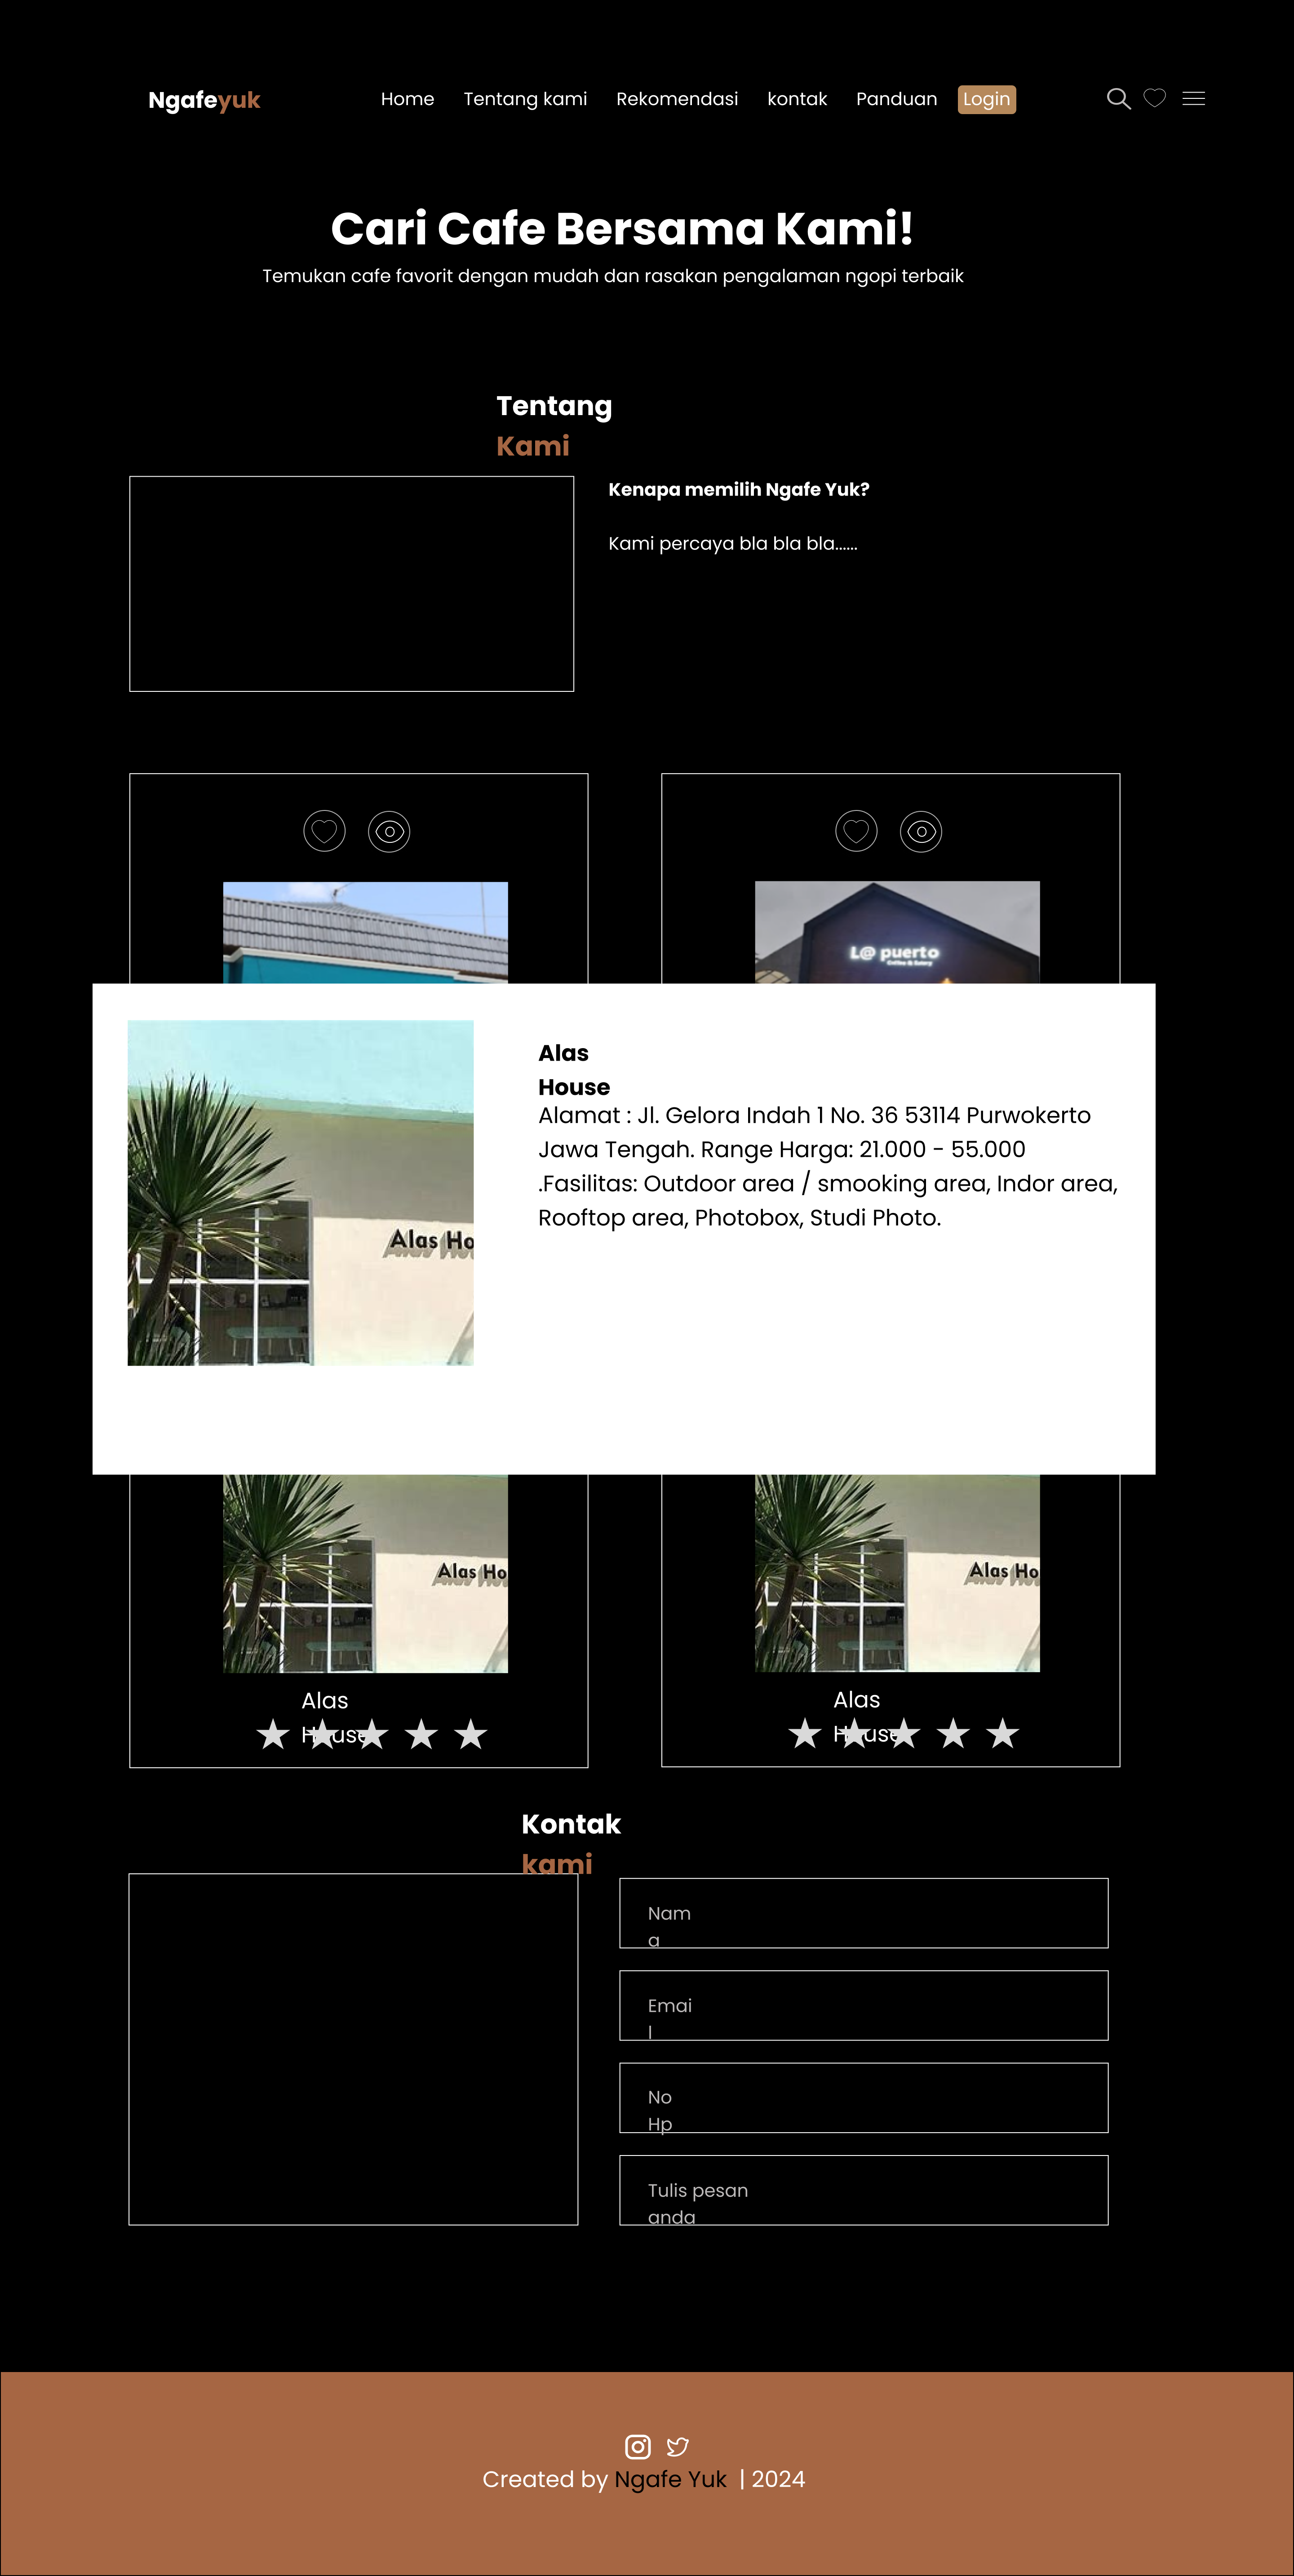 Ngafeyuk
Home Tentang kami Rekomendasi kontak Panduan Login
Cari Cafe Bersama Kami!
Temukan cafe favorit dengan mudah dan rasakan pengalaman ngopi terbaik
Tentang
Kami
Kenapa memilih Ngafe Yuk?
Kami percaya bla bla bla......
L@ puerto
Coffee & Eatery
Alas
House
Alamat : Jl. Gelora Indah 1 No. 36 53114 Purwokerto
Jawa Tengah. Range Harga: 21.000 - 55.000
.Fasilitas: Outdoor area / smooking area, Indor area,
Rooftop area, Photobox, Studi Photo.
Alas Ho
Alas Ho
Alas Ho
Alas
House
Alas
House
Kontak
kami
Nam
a
Emai
l
No
Hp
Tulis pesan
anda
Created by Ngafe Yuk | 2024